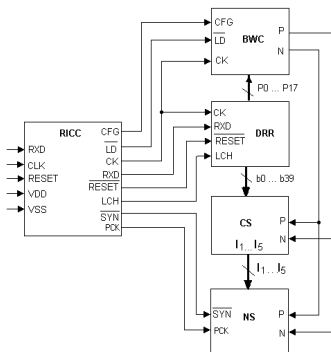 CFG
P
LD
BWC
N
CK
P0 ... P17
RICC
CK
CFG
RXD
DRR
RXD
LD
RESET
CLK
CK
LCH
RESET
RXD
VDD
RESET
b0 ... b39
VSS
LCH
SYN
CS
P
PCK
I1... I5
N
I1... I5
SYN
P
PCK
NS
N